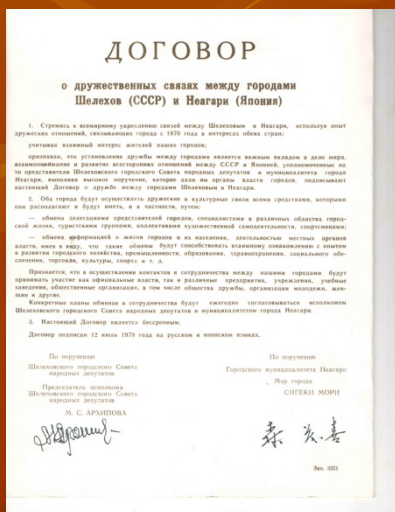 ДОГОВОР
о дружественных связях между городами
Шелехов (СССР) и Неагари (Япония)
1. Стремясь к всемирному укреплению связей между Шелеховым и Неагари, используя опыт
дружеских отношений, связывающих города с 1970 года в интересах обеих стран;
учитывая взаимный интерес жителей наших городов;
признавая, что установление дружбы между городами является важным вкладом в дело мира,
взаимопонимания и развитие всесторонних отношений между СССР и Японией, уполномоченные на
то представители Шелеховского городского Совета народных депутатов и муниципалитета города
Неагари, выполняя высокое поручение, которое дали им органы власти городов, подписывают
настоящий Договор о дружбе между городами Шелеховым и Неагари.
2. Оба города будут осуществлять дружеские и культурные связи всеми средствами, которыми
они располагают и будут иметь, и в частности, путем:
— обмена делегациями представителей городов, специалистами в различных областях город-
ской жизни, туристскими группами, коллективами художественной самодеятельности, спортсменами;
— обмена информацией о жизни городов и их населения, деятельностью местных органов
власти, имея в виду, что такие обмены будут способствовать взаимному ознакомлению с опытом
в развитии городского хозяйства, промышленности, образования, здравоохранения, социального обе-
спечения, торговли, культуры, спорта и т. д.
Признается, что в осуществлении контактов и сотрудничества между нашими городами будут
принимать участие как официальные власти, так и различные предприятия, учреждения, учебные
заведения, общественные организации, в том числе общества дружбы, организации молодежи, жен-
щин и другие.
Конкретные планы обменов и сотрудничества будут ежегодно согласовываться исполкомом
Шелеховского городского Совета народных депутатов и муниципалитетом города Неагари.
3. Настоящий Договор является бессрочным.
Договор подписан 12 июля 1978 года на русском и японском языках.
По поручению
Шелеховского городского Совета
народных депутатов
Председатель исполкома
Шелеховского городского Совета
народных депутатов
М. С. АРХИПОВА
По поручению
Городского муниципалитета Неагари
Мэр города
СИГЕКИ МОРИ
森 茂喜
Зак. 3521